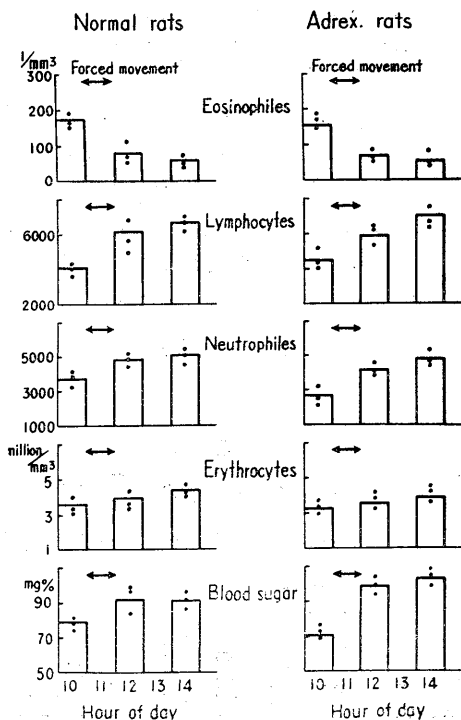 Normal rats
Adrex. rats
1/mm3
Forced movement
Forced movement
300
200
100
0
Eosinophiles
6000
2000
Lymphocytes
5000
3000
1000
Neutrophiles
million/mm3
5
3
1
Erythrocytes
mg%
90
70
50
Blood sugar
10 11 12 13 14
10 11 12 13 14
Hour of day
Hour of day